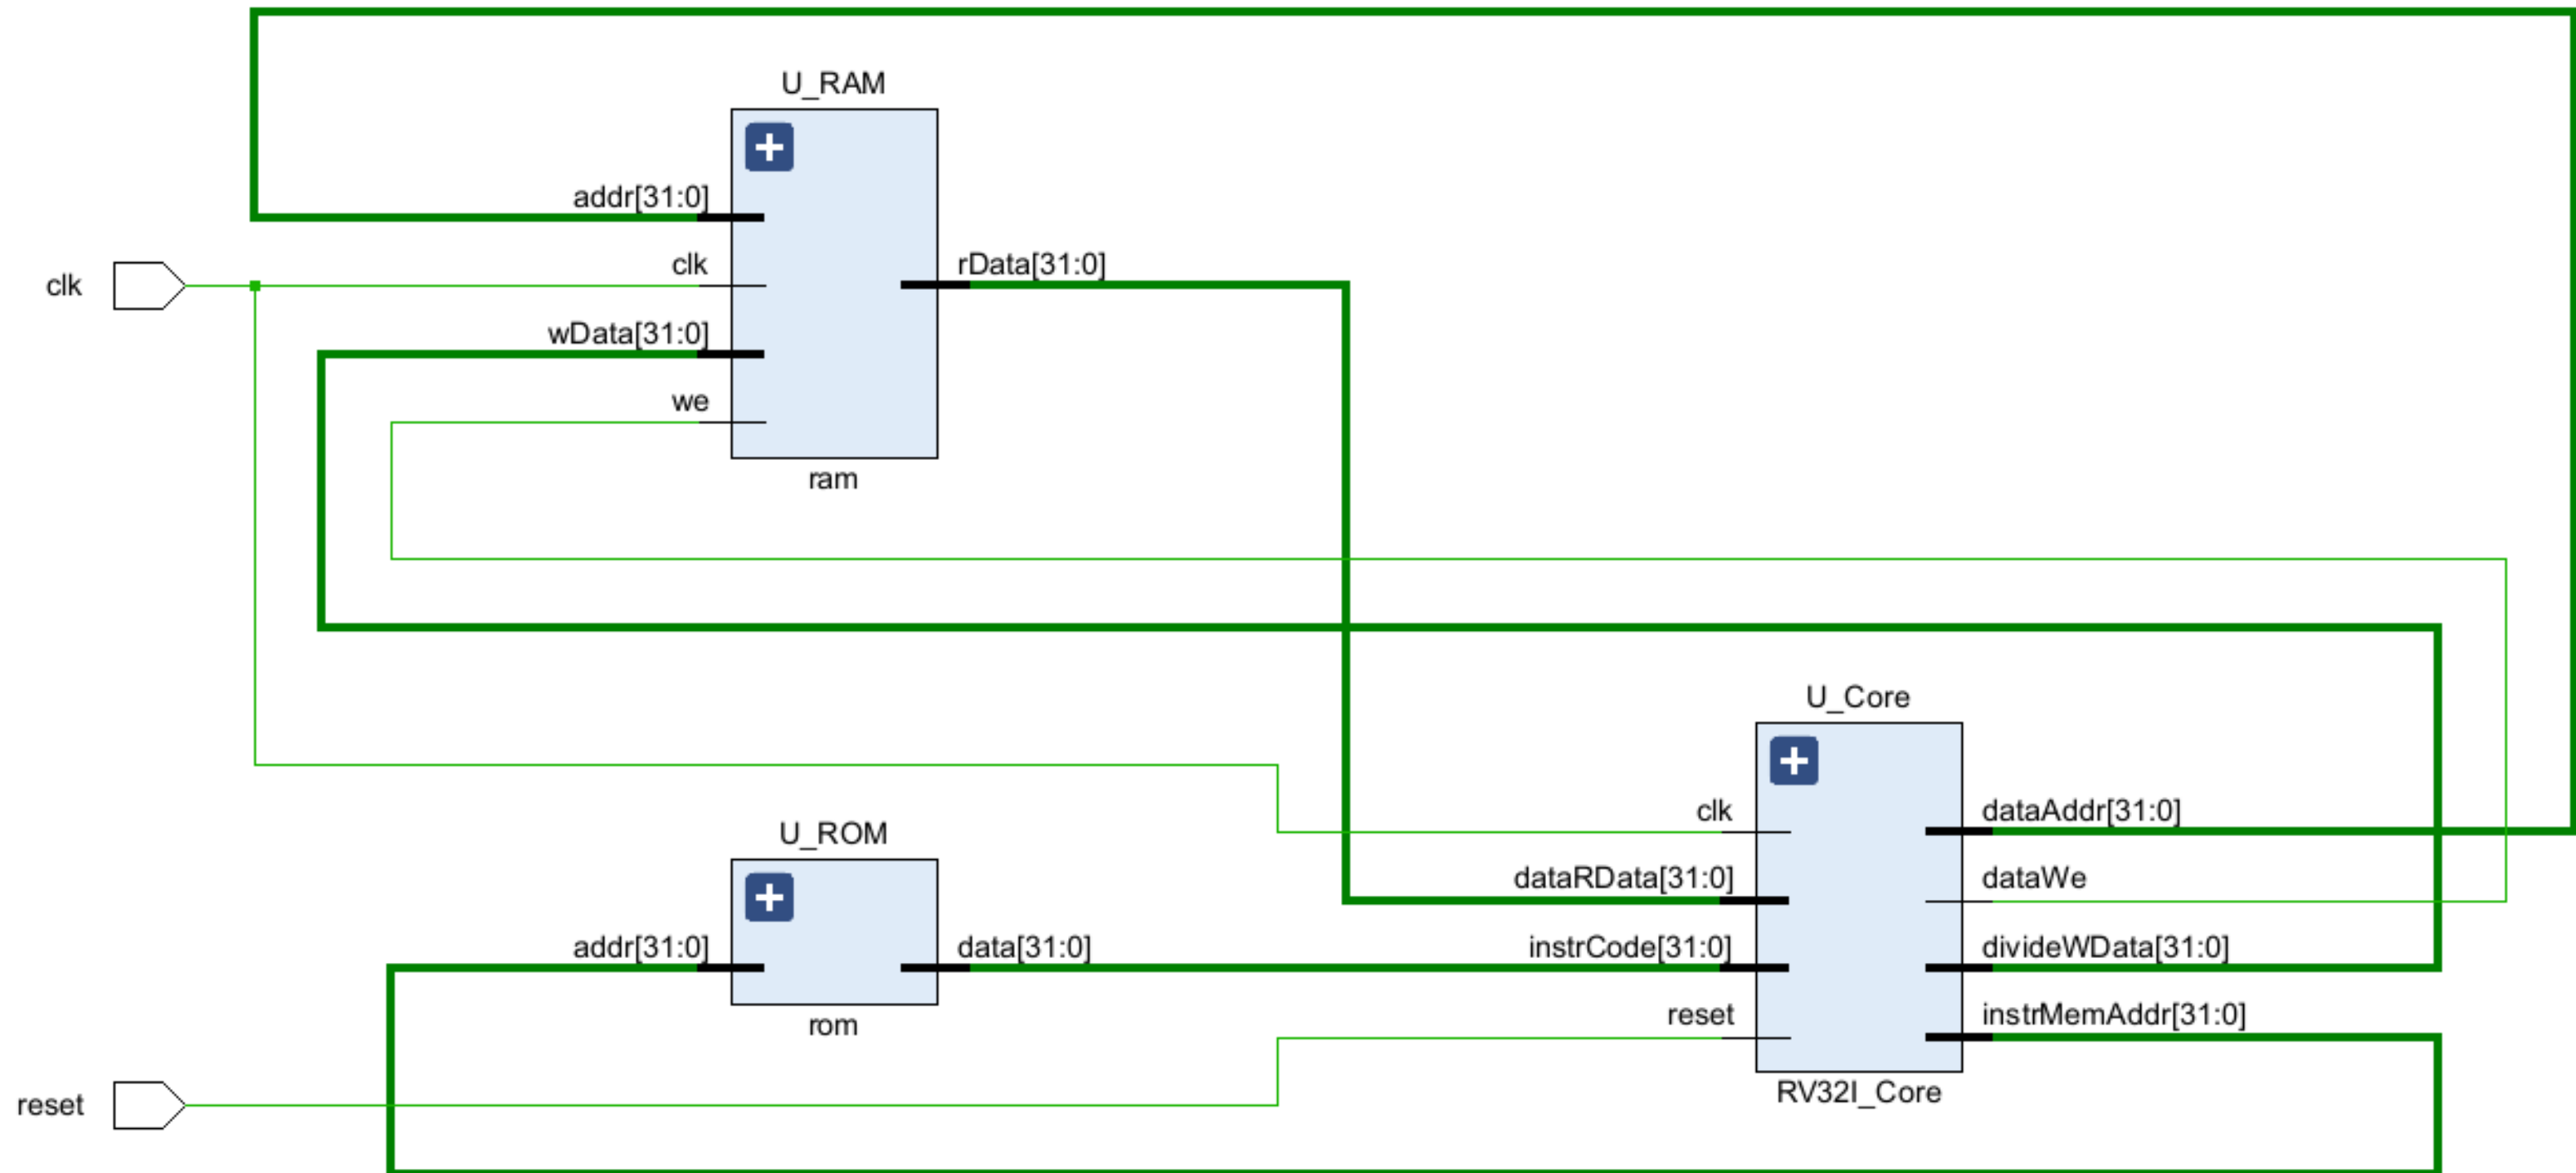 U_RAM
addr[31:0]
clk
clk
rData[31:0]
wData[31:0]
we
ram
U_Core
clk
dataAddr[31:0]
U_ROM
dataRData[31:0]
dataWe
addr[31:0]
data[31:0]
instrCode[31:0]
divideWData[31:0]
rom
reset
instrMemAddr[31:0]
RV32I_Core
reset